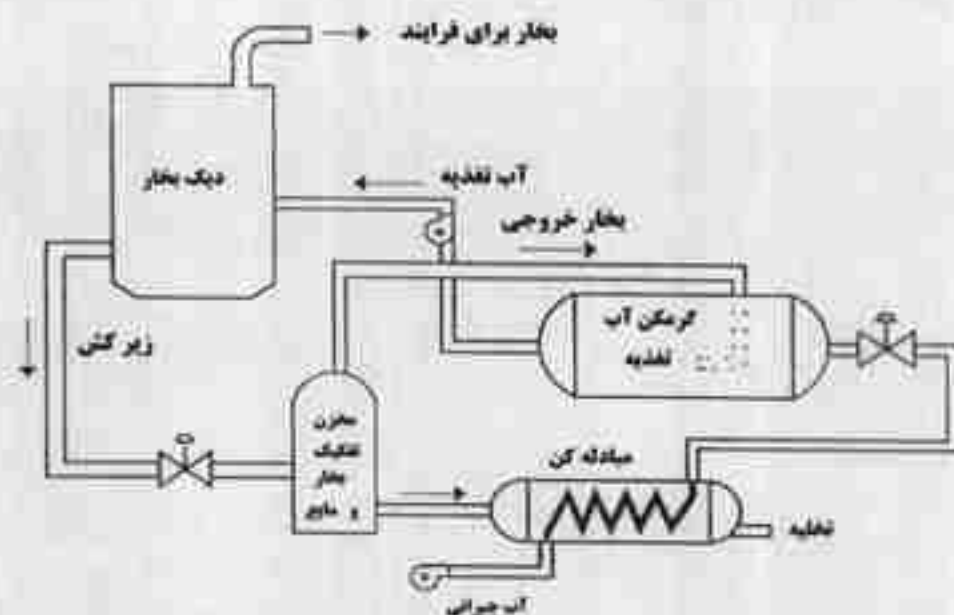 بخار برای فرایند
دیگ بخار
آب تغذیه
بخار خروجی
زیر کش
گرمکن آب
تغذیه
مخزن
تفکیک
بخار
و مایع
مبادله کن
تخلیه
آب جبرانی